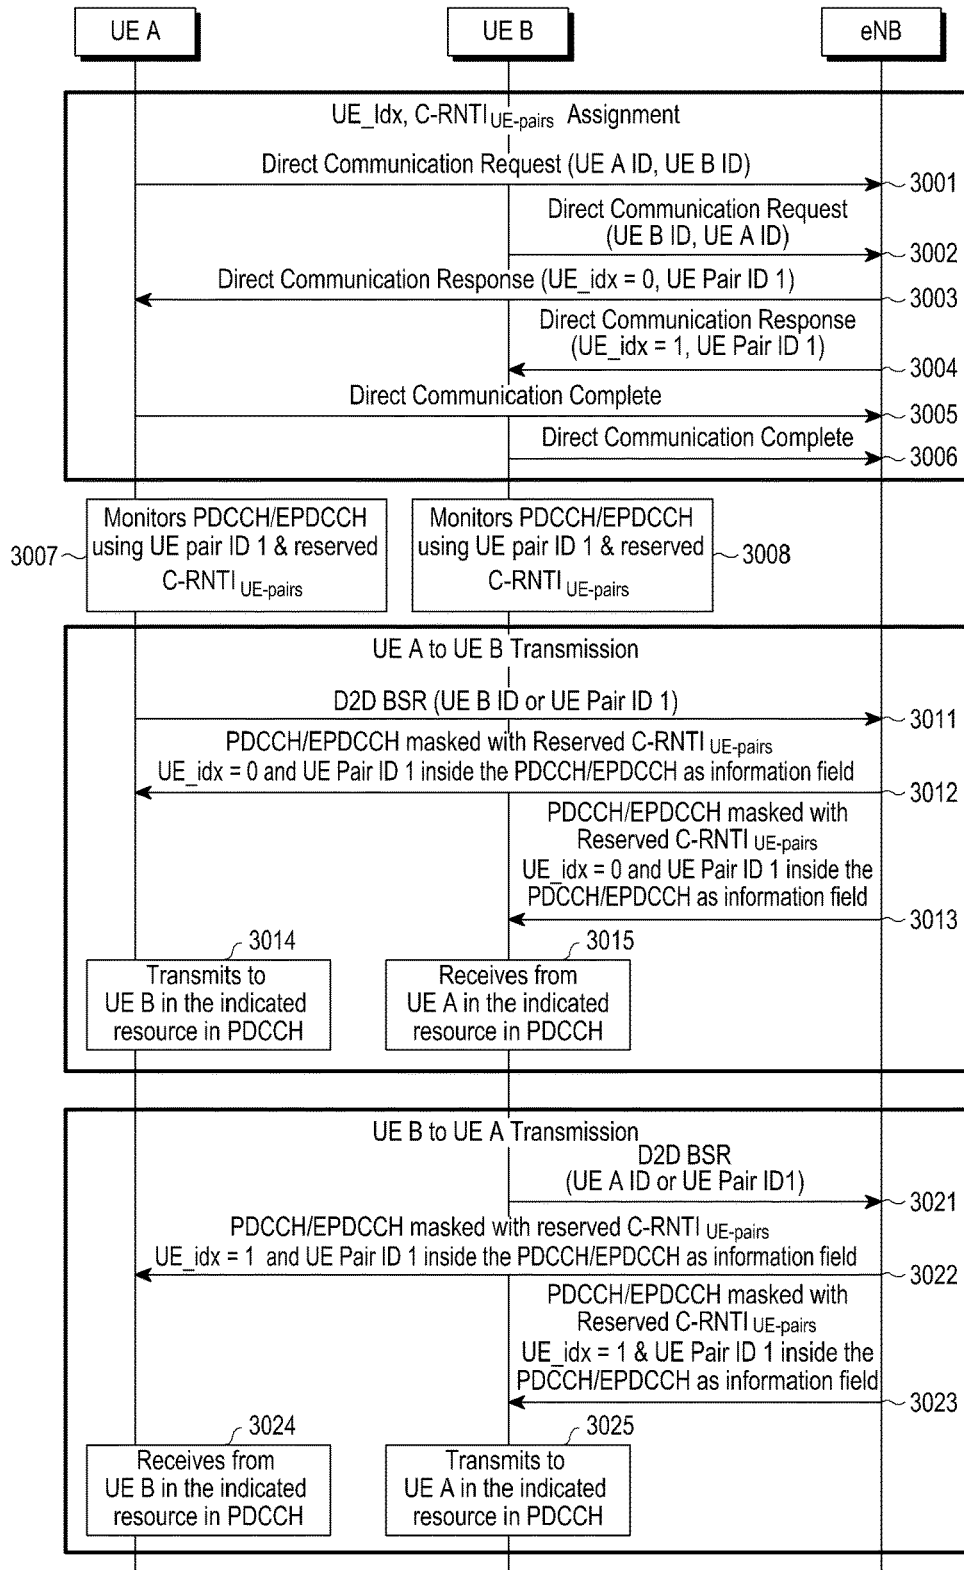 UE A
UE B
eNB
UE_Idx, C-RNTI UE-pairs Assignment
Direct Communication Request (UE A ID, UE B ID)
3001
Direct Communication Request
(UE B ID, UE A ID)
3002
Direct Communication Response (UE_idx = 0, UE Pair ID 1)
3003
Direct Communication Response
(UE_idx = 1, UE Pair ID 1)
3004
Direct Communication Complete
3005
Direct Communication Complete
3006
3007
Monitors PDCCH/EPDCCH
using UE pair ID 1 & reserved
C-RNTI UE-pairs
Monitors PDCCH/EPDCCH
using UE pair ID 1 & reserved
C-RNTI UE-pairs
3008
UE A to UE B Transmission
D2D BSR (UE B ID or UE Pair ID 1)
3011
PDCCH/EPDCCH masked with Reserved C-RNTI UE-pairs
UE_idx = 0 and UE Pair ID 1 inside the PDCCH/EPDCCH as information field
3012
PDCCH/EPDCCH masked with
Reserved C-RNTI UE-pairs
UE_idx = 0 and UE Pair ID 1 inside the
PDCCH/EPDCCH as information field
3013
3014
Transmits to
UE B in the indicated
resource in PDCCH
3015
Receives from
UE A in the indicated
resource in PDCCH
UE B to UE A Transmission
D2D BSR
(UE A ID or UE Pair ID1)
3021
PDCCH/EPDCCH masked with reserved C-RNTI UE-pairs
UE_idx = 1 and UE Pair ID 1 inside the PDCCH/EPDCCH as information field
3022
PDCCH/EPDCCH masked with
Reserved C-RNTI UE-pairs
UE_idx = 1 & UE Pair ID 1 inside the
PDCCH/EPDCCH as information field
3023
3024
Receives from
UE B in the indicated
resource in PDCCH
3025
Transmits to
UE A in the indicated
resource in PDCCH